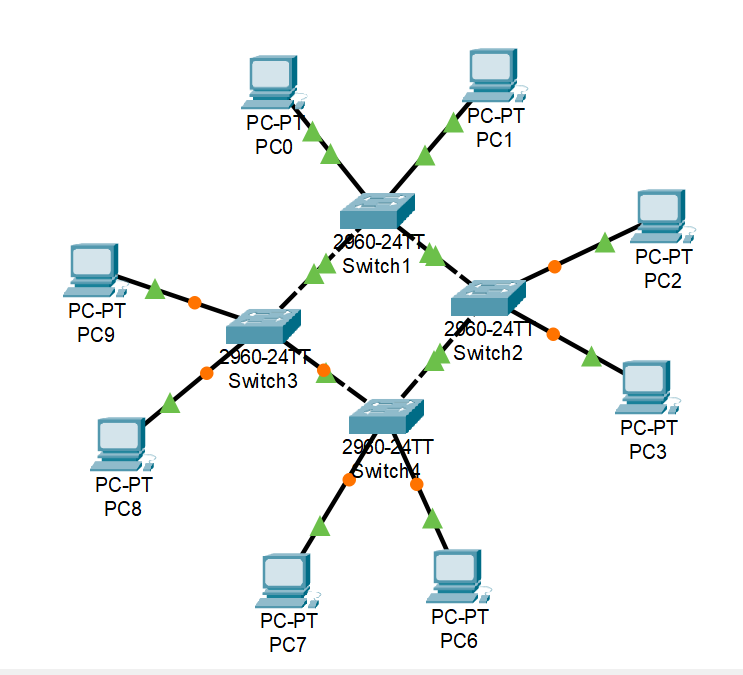 PC-PT
PC0
PC-PT
PC1
2960-24TT
Switch1
PC-PT
PC2
PC-PT
PC9
2960-24TT
Switch2
2960-24TT
Switch3
PC-PT
PC3
2960-24TT
Switch4
PC-PT
PC8
PC-PT
PC7
PC-PT
PC6